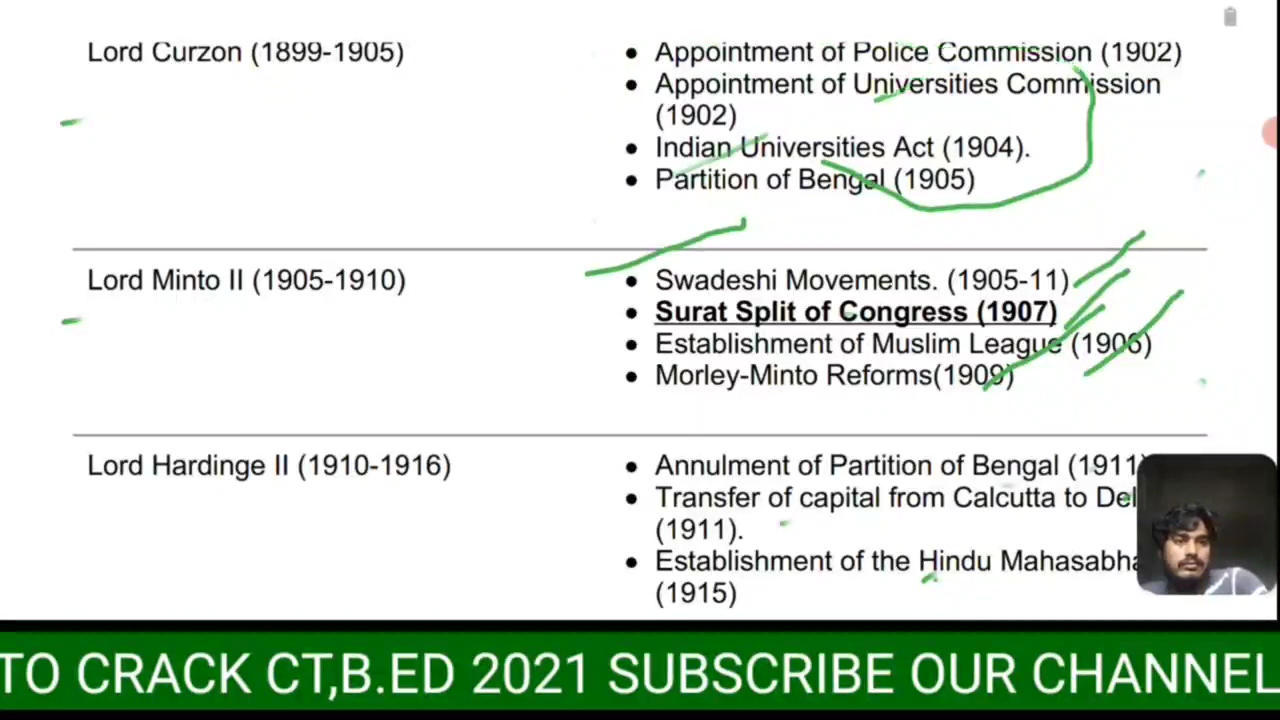 Lord Curzon (1899-1905)
• Appointment of Police Commission (1902)
• Appointment of Universities Commission
(1902)
• Indian Universities Act (1904).
• Partition of Bengal (1905)
Lord Minto II (1905-1910)
• Swadeshi Movements. (1905-11)
• Surat Split of Congress (1907)
• Establishment of Muslim League (1906)
• Morley-Minto Reforms(1909)
Lord Hardinge II (1910-1916)
• Annulment of Partition of Bengal (1911
• Transfer of capital from Calcutta to Del
(1911).
• Establishment of the Hindu Mahasabha
(1915)
TO CRACK CT,B.ED 2021 SUBSCRIBE OUR CHANNEL